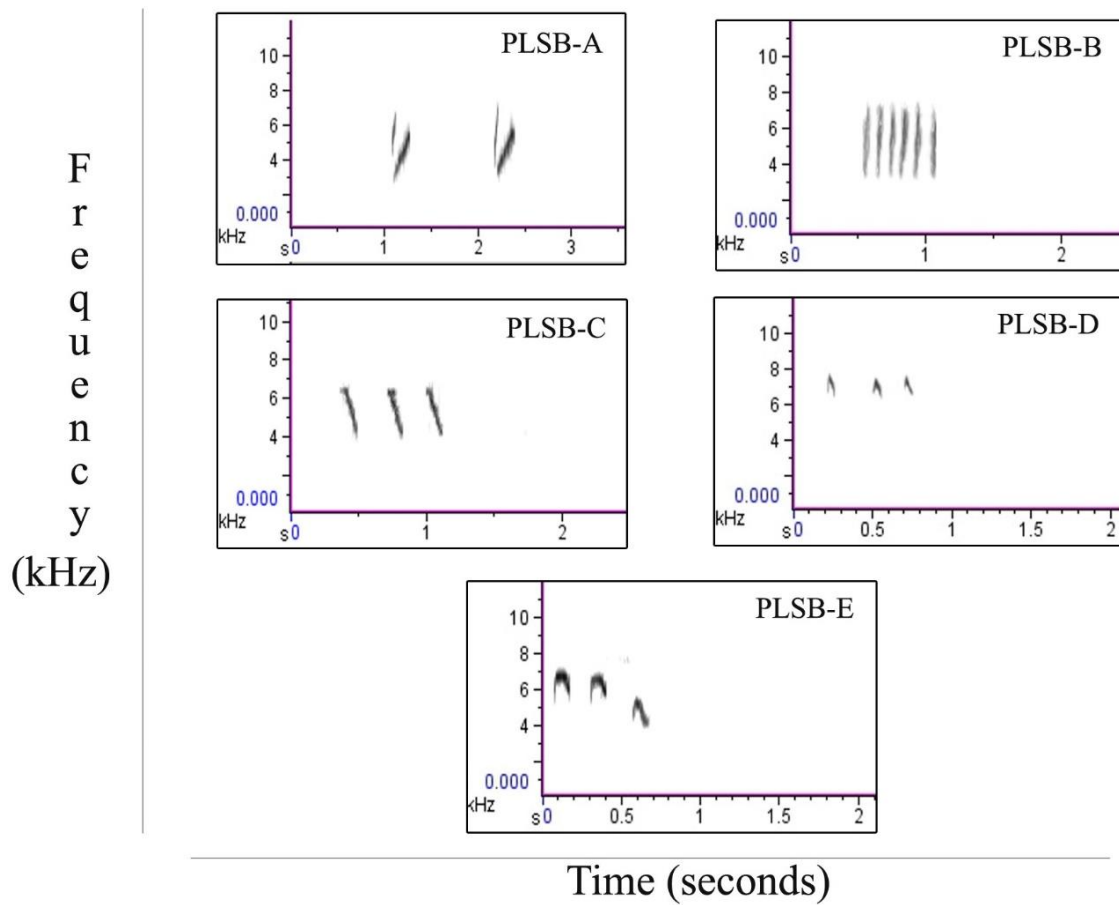 F
r
e
q
u
e
n
c
y
(kHz)
PLSB-A
10
8
6
4
0.000
kHz
s0 1 2 3
PLSB-B
10
8
6
4
0.000
kHz
s0 1 2
PLSB-C
10
8
6
4
0.000
kHz
s0 1 2
PLSB-D
10
8
6
4
0.000
kHz
s0 0.5 1 1.5 2
PLSB-E
10
8
6
4
0.000
kHz
s0 0.5 1 1.5 2
Time (seconds)